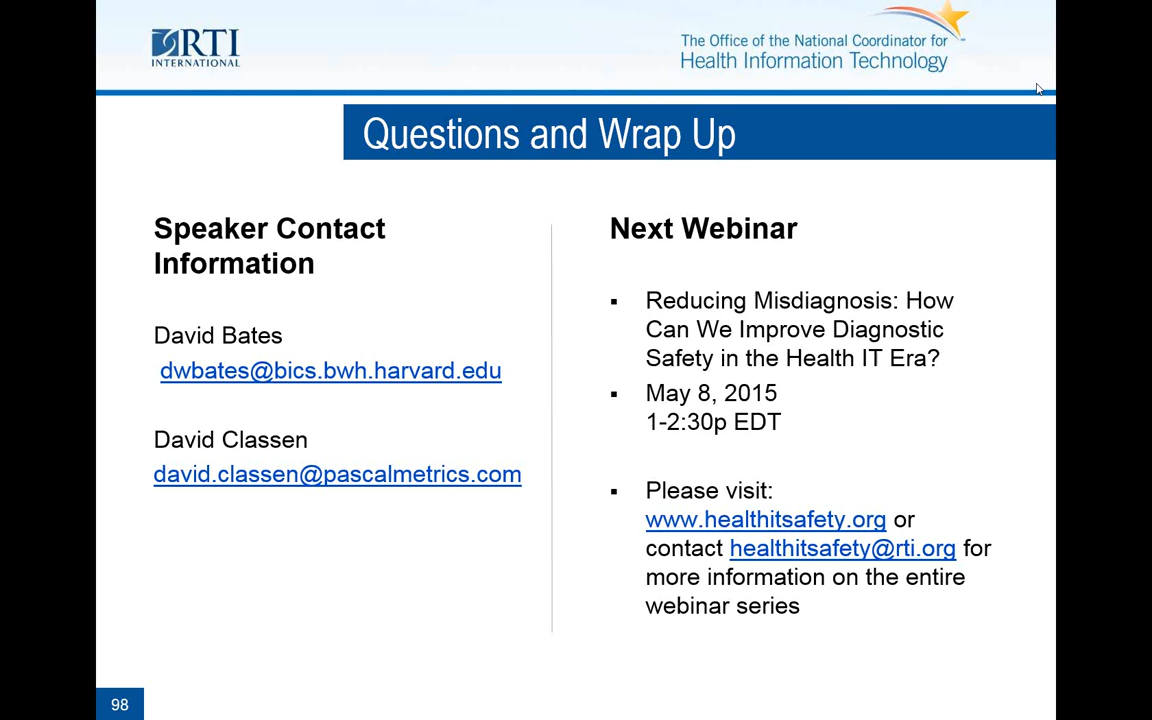 RTI
INTERNATIONAL
The Office of the National Coordinator for
Health Information Technology
Questions and Wrap Up
Speaker Contact
Information
David Bates
dwbates@bics.bwh.harvard.edu
David Classen
david.classen@pascalmetrics.com
Next Webinar
▪ Reducing Misdiagnosis: How
Can We Improve Diagnostic
Safety in the Health IT Era?
▪ May 8, 2015
1-2:30p EDT
▪ Please visit:
www.healthitsafety.org or
contact healthitsafety@rti.org for
more information on the entire
webinar series
98